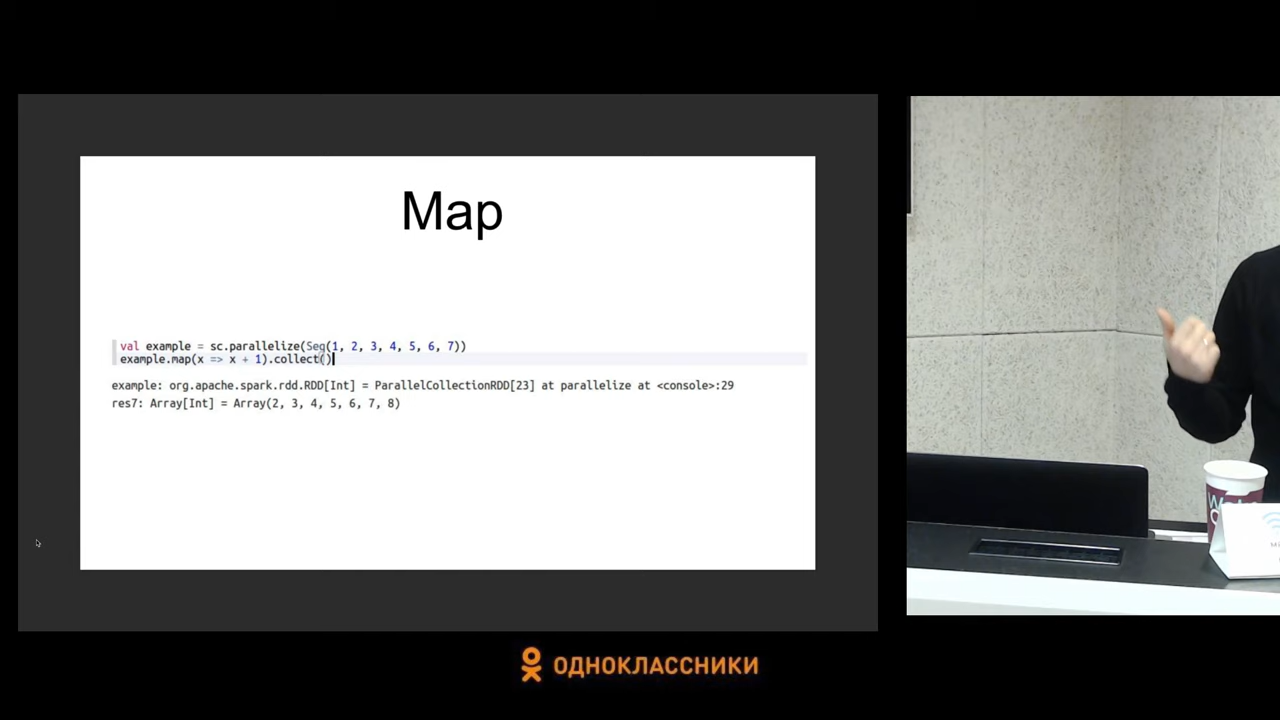 Map
val example = sc.parallelize(Seq(1, 2, 3, 4, 5, 6, 7))
example.map(x => x + 1).collect()
example: org.apache.spark.rdd.RDD[Int] = ParallelCollectionRDD[23] at parallelize at <console>:29
res7: Array[Int] = Array(2, 3, 4, 5, 6, 7, 8)
ОДНОКЛАССНИКИ